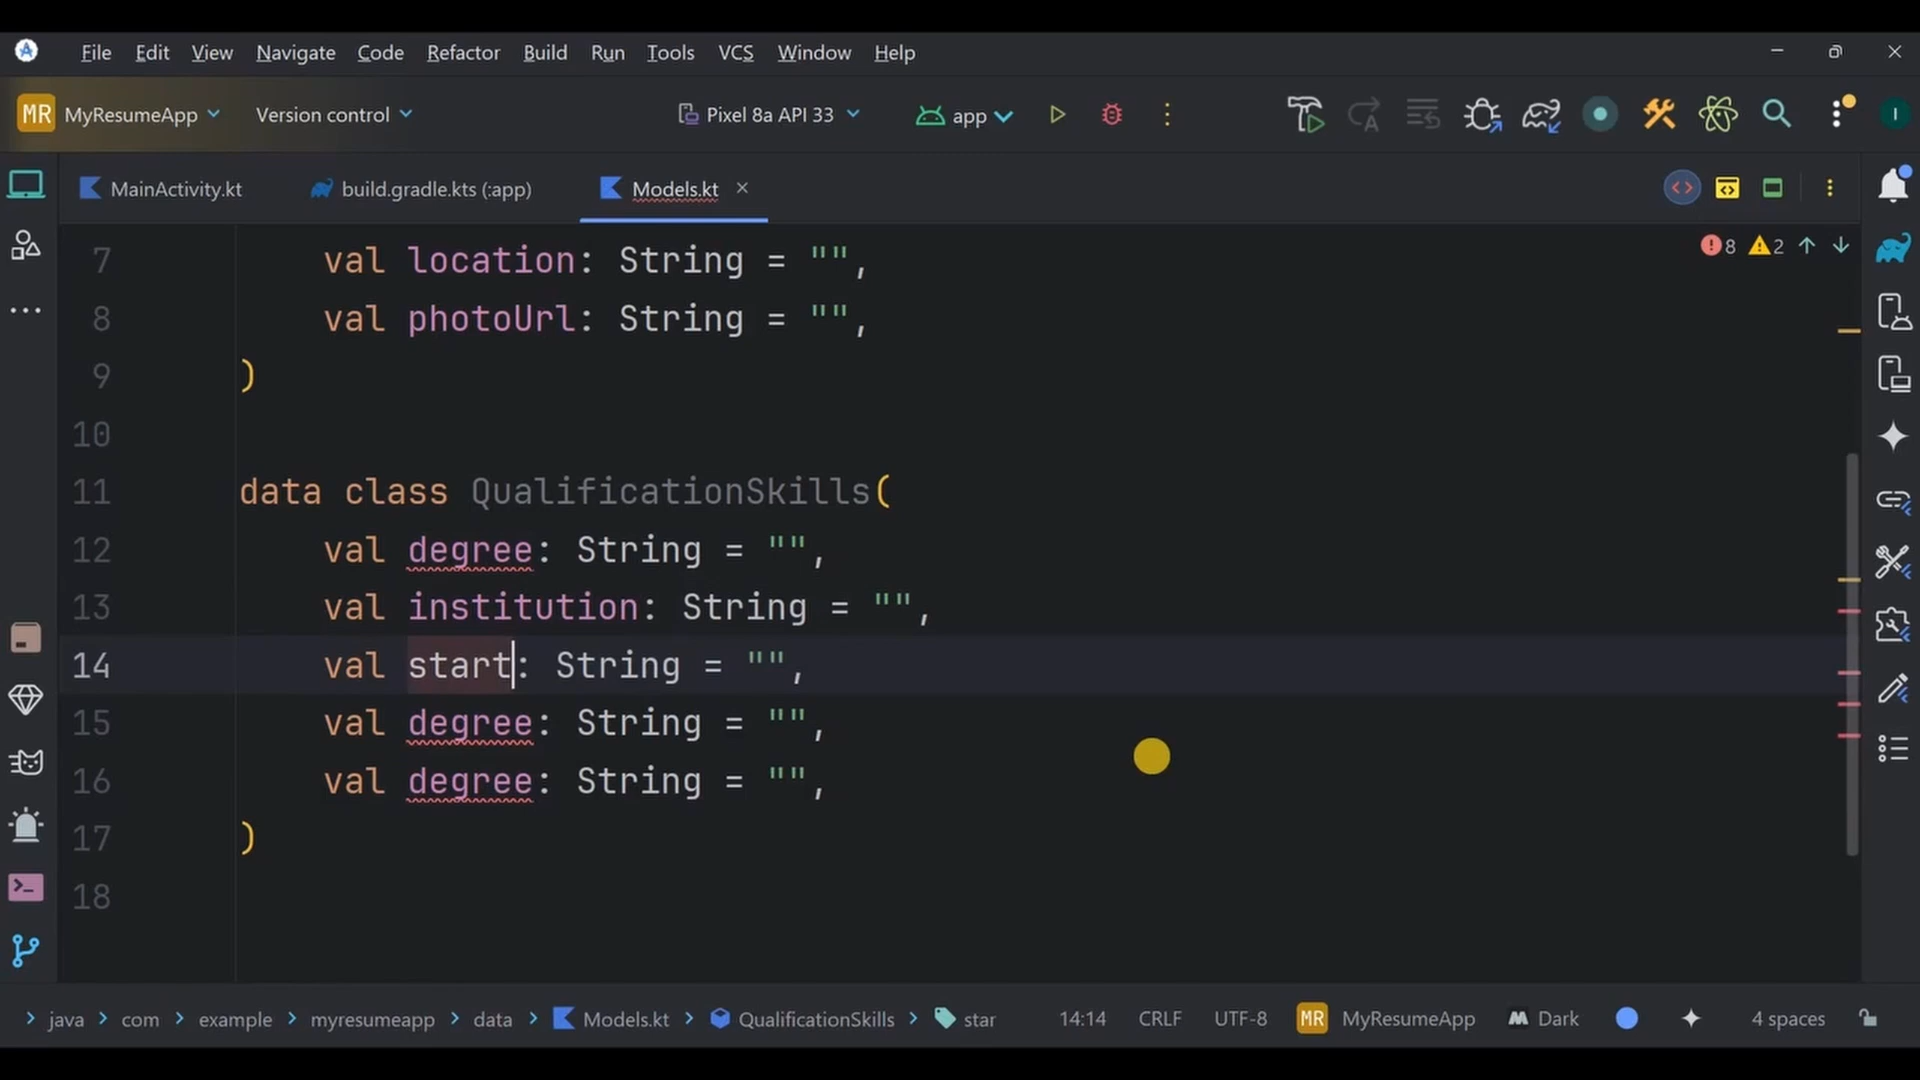 File Edit View Navigate Code Refactor Build Run Tools VCS Window Help
MR MyResumeApp Version control Pixel 8a API 33 app I
MainActivity.kt build.gradle.kts (:app) Models.kt
8 2
7 val location: String = "",
8 val photoUrl: String = "",
9 )
10
11 data class QualificationSkills(
12 val degree: String = "",
13 val institution: String = "",
14 val start: String = "",
15 val degree: String = "",
16 val degree: String = "",
17 )
18
java com example myresumeapp data Models.kt QualificationSkills star 14:14 CRLF UTF-8 MR MyResumeApp Dark 4 spaces